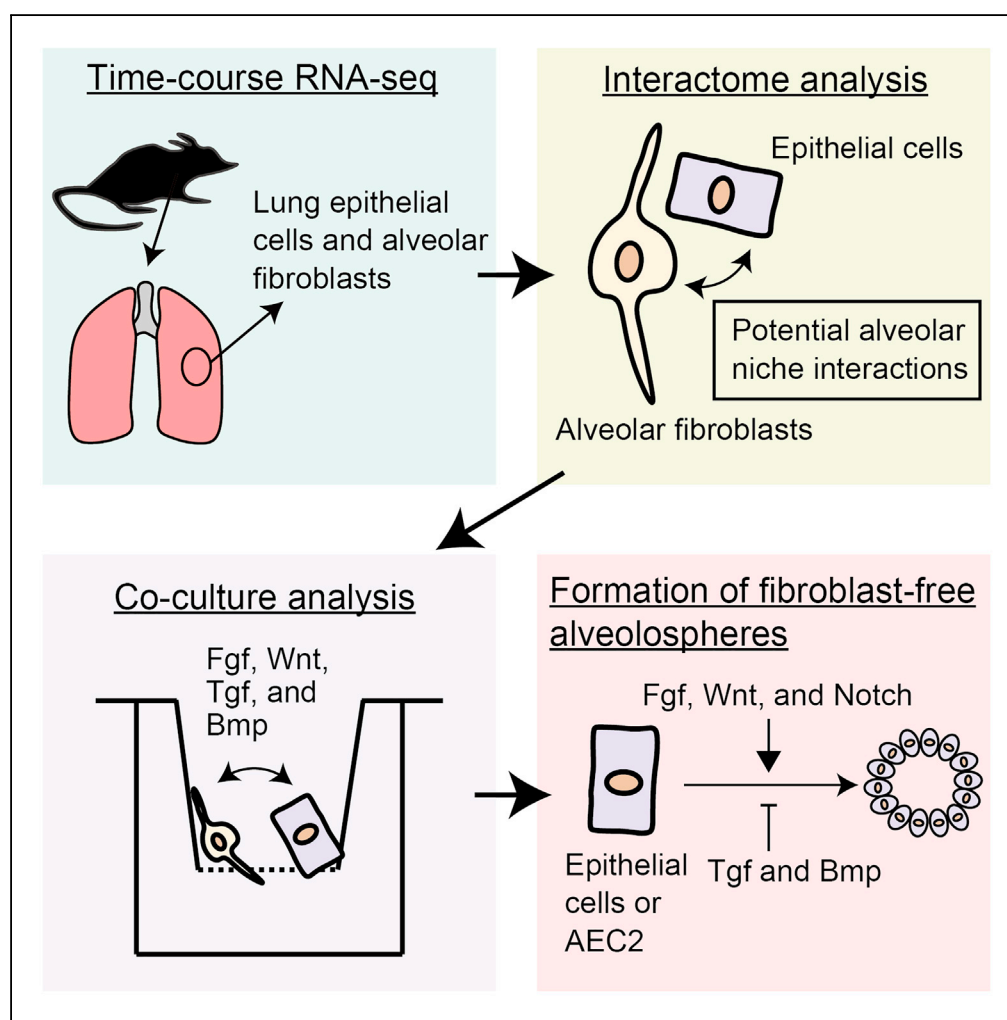 Time-course RNA-seq
Lung epithelial
cells and alveolar
fibroblasts
Interactome analysis
Epithelial cells
Potential alveolar
niche interactions
Alveolar fibroblasts
Co-culture analysis
Fgf, Wnt,
Tgf, and
Bmp
Formation of fibroblast-free
alveolospheres
Fgf, Wnt, and Notch
Epithelial
cells or
AEC2
Tgf and Bmp